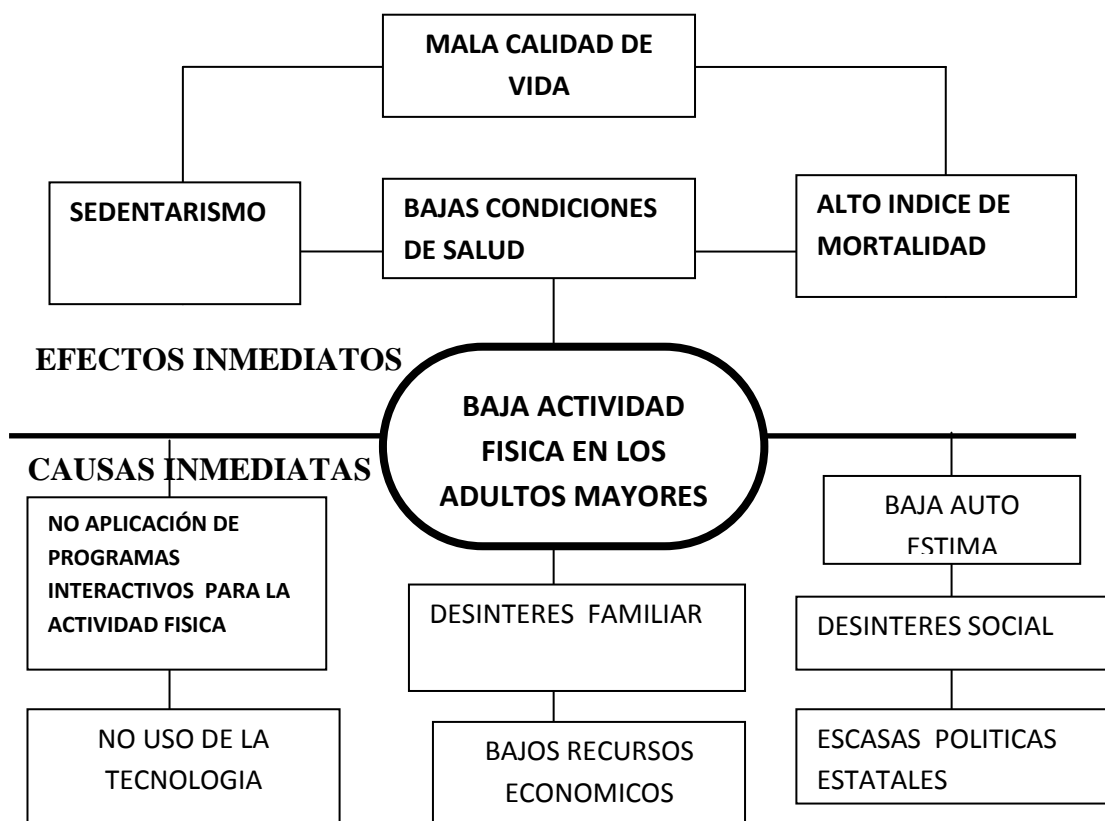 MALA CALIDAD DE
VIDA
SEDENTARISMO
BAJAS CONDICIONES
DE SALUD
ALTO INDICE DE
MORTALIDAD
EFECTOS INMEDIATOS
BAJA ACTIVIDAD
FISICA EN LOS
ADULTOS MAYORES
CAUSAS INMEDIATAS
NO APLICACIÓN DE
PROGRAMAS
INTERACTIVOS PARA LA
ACTIVIDAD FISICA
NO USO DE LA
TECNOLOGIA
DESINTERES FAMILIAR
BAJOS RECURSOS
ECONOMICOS
BAJA AUTO
ESTIMA
DESINTERES SOCIAL
ESCASAS POLITICAS
ESTATALES